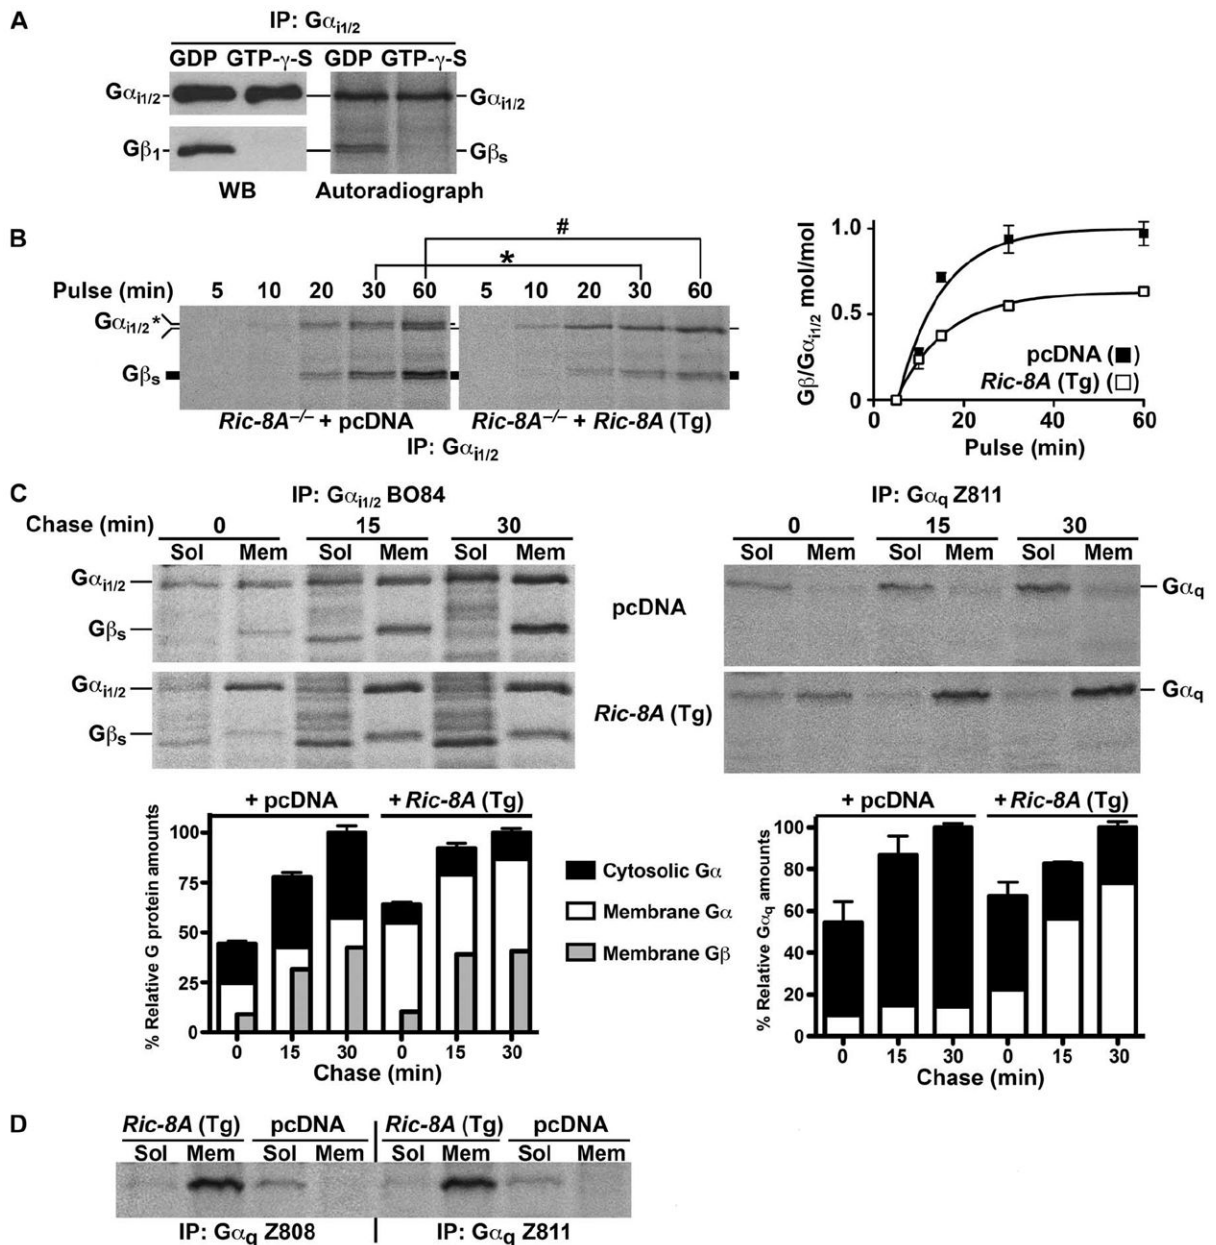 A
IP: Gαi1/2
GDP GTP-γ-S GDP GTP-γ-S
Gαi1/2 Gαi1/2
Gβ1 Gβs
WB Autoradiograph
B
#
*
Pulse (min) 5 10 20 30 60 5 10 20 30 60
Gαi1/2*
Gβs
Ric-8A–/– + pcDNA Ric-8A–/– + Ric-8A (Tg)
IP: Gαi1/2
Gβ/Gαi1/2 mol/mol
1.0
0.5
0
pcDNA (■)
Ric-8A (Tg) (□)
0 20 40 60
Pulse (min)
C
IP: Gαi1/2 BO84
Chase (min) 0 15 30
Sol Mem Sol Mem Sol Mem
Gαi1/2
Gβs
Gαi1/2
Gβs
pcDNA
Ric-8A (Tg)
IP: Gαq Z811
0 15 30
Sol Mem Sol Mem Sol Mem
Gαq
Gαq
+ pcDNA + Ric-8A (Tg)
% Relative G protein amounts
100
75
50
25
0
0 15 30 0 15 30
Chase (min)
Cytosolic Gα
Membrane Gα
Membrane Gβ
+ pcDNA + Ric-8A (Tg)
% Relative Gαq amounts
100
80
60
40
20
0
0 15 30 0 15 30
Chase (min)
D
Ric-8A (Tg) pcDNA Ric-8A (Tg) pcDNA
Sol Mem Sol Mem Sol Mem Sol Mem
IP: Gαq Z808 IP: Gαq Z811